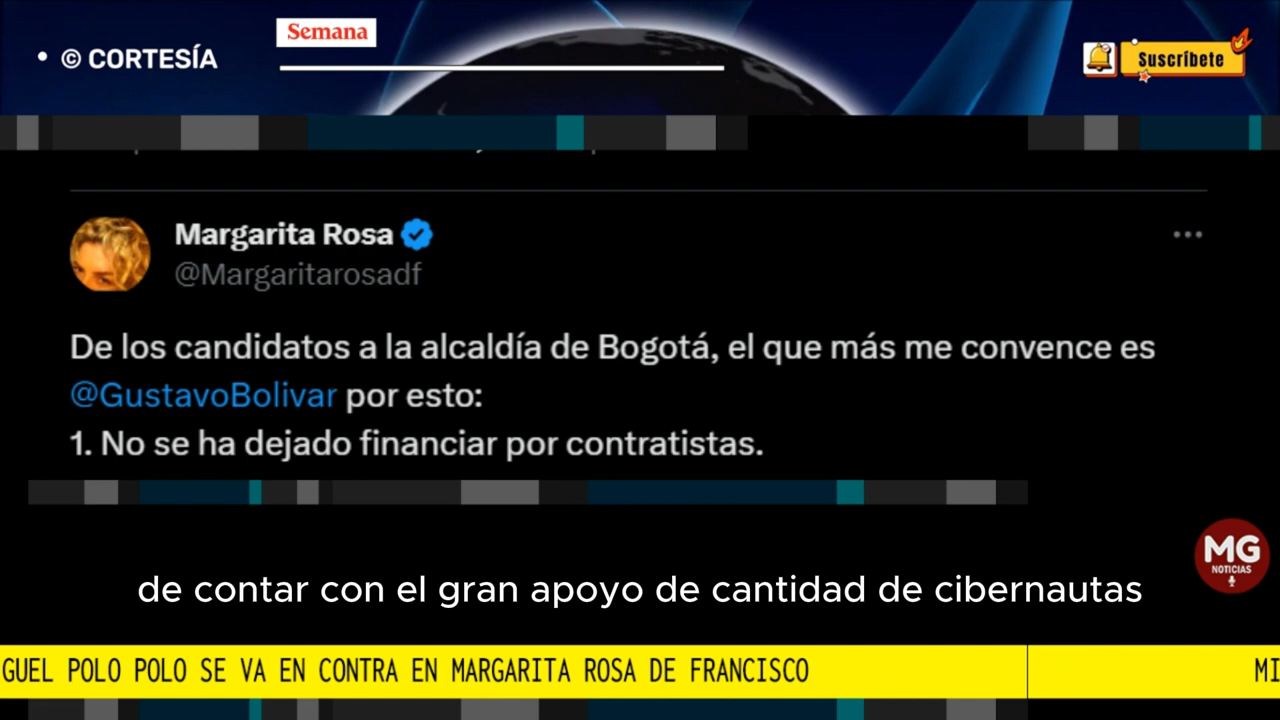 • © CORTESÍA
Semana
Suscríbete
Margarita Rosa
@Margaritarosadf
De los candidatos a la alcaldía de Bogotá, el que más me convence es
@GustavoBolivar por esto:
1. No se ha dejado financiar por contratistas.
MG
NOTICIAS
de contar con el gran apoyo de cantidad de cibernautas
GUEL POLO POLO SE VA EN CONTRA EN MARGARITA ROSA DE FRANCISCO
MI